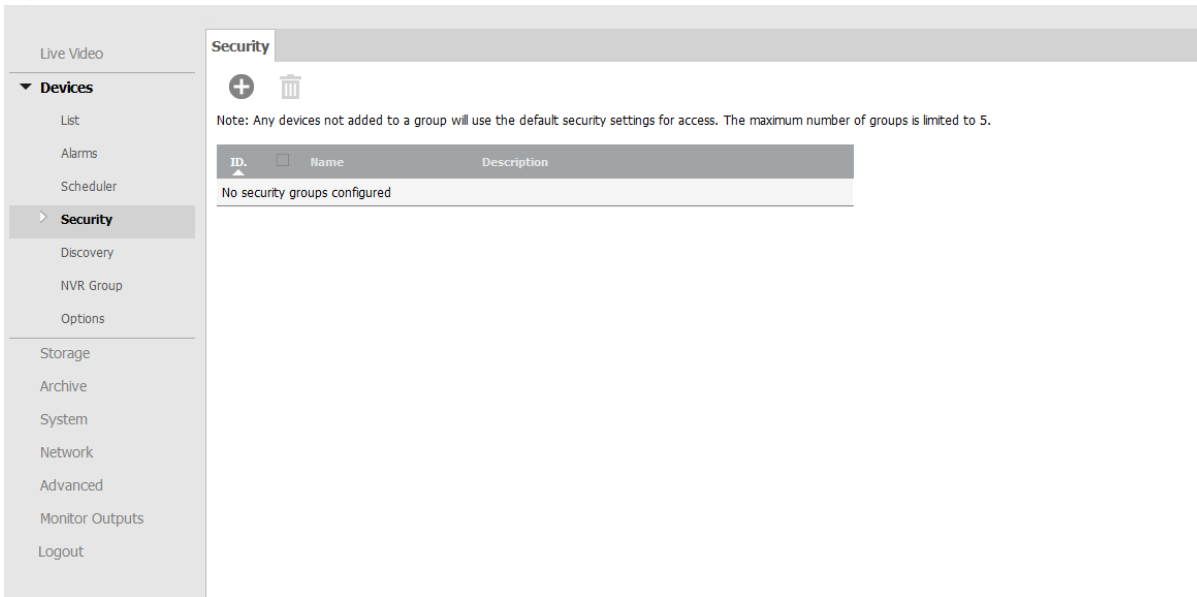 Live Video
Devices
List
Alarms
Scheduler
Security
Discovery
NVR Group
Options
Storage
Archive
System
Network
Advanced
Monitor Outputs
Logout
Security
Note: Any devices not added to a group will use the default security settings for access. The maximum number of groups is limited to 5.
ID. Name Description
No security groups configured